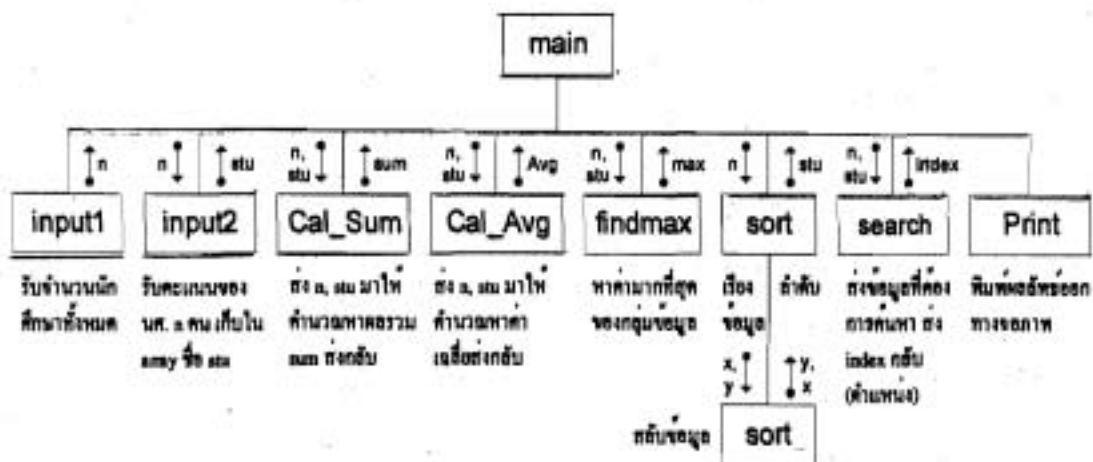 main
n
n
stu
n, stu
sum
n, stu
Avg
n, stu
max
n
stu
n, stu
Index
input1
input2
Cal_Sum
Cal_Avg
findmax
sort
search
Print
รับจำนวนนัก
ศึกษาทั้งหมด
รับคะแนนของ
นศ. n คน เก็บใน
array ชื่อ stu
ส่ง n, stu มาให้
คำนวณหาผลรวม
sum ส่งกลับ
ส่ง n, stu มาให้
คำนวณหาค่า
เฉลี่ยส่งกลับ
หาค่ามากที่สุด
ของกลุ่มข้อมูล
เรียง ลำดับ
ข้อมูล
ส่งข้อมูลที่ต้อง
การค้นหา ส่ง
index กลับ
(ตำแหน่ง)
พิมพ์ผลลัพธ์ออก
ทางจอภาพ
x, y
y, x
สลับข้อมูล
sort